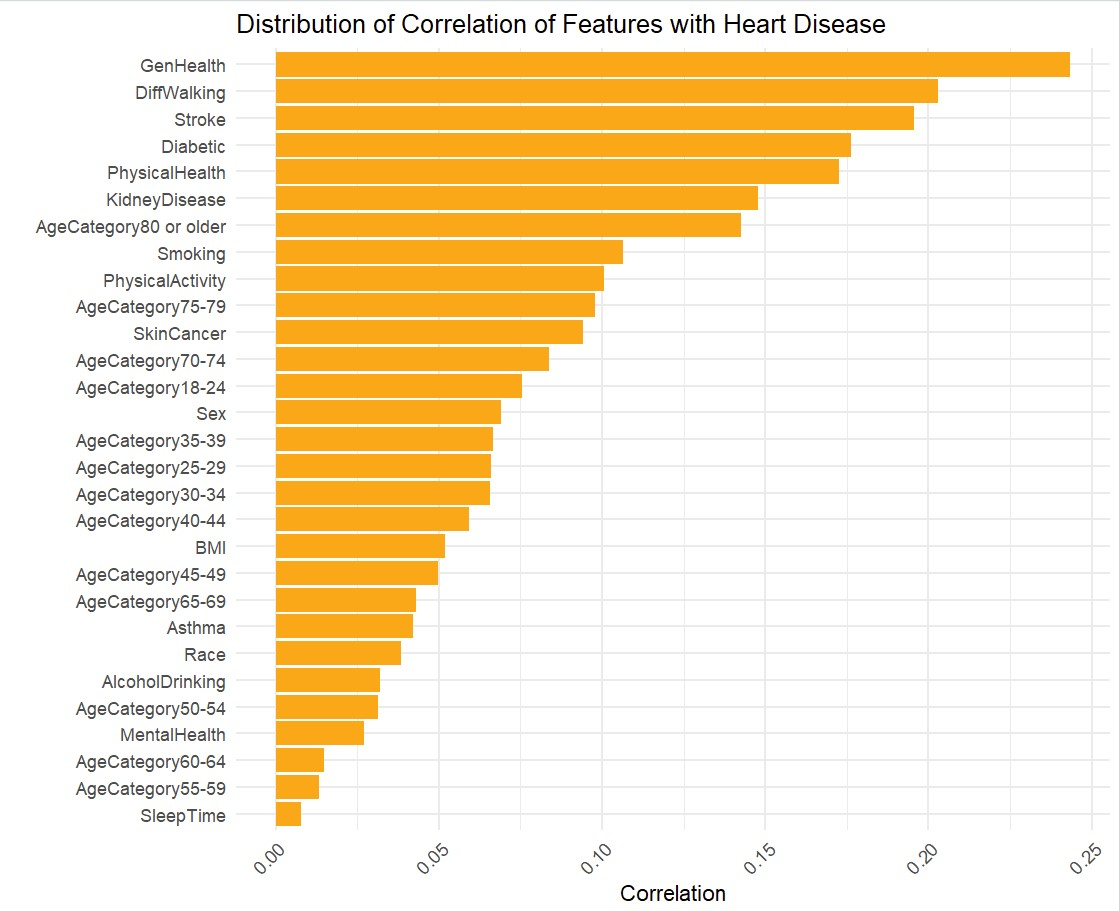 Distribution of Correlation of Features with Heart Disease
GenHealth
DiffWalking
Stroke
Diabetic
PhysicalHealth
KidneyDisease
AgeCategory80 or older
Smoking
PhysicalActivity
AgeCategory75-79
SkinCancer
AgeCategory70-74
AgeCategory18-24
Sex
AgeCategory35-39
AgeCategory25-29
AgeCategory30-34
AgeCategory40-44
BMI
AgeCategory45-49
AgeCategory65-69
Asthma
Race
AlcoholDrinking
AgeCategory50-54
MentalHealth
AgeCategory60-64
AgeCategory55-59
SleepTime
0.00 0.05 0.10 0.15 0.20 0.25
Correlation